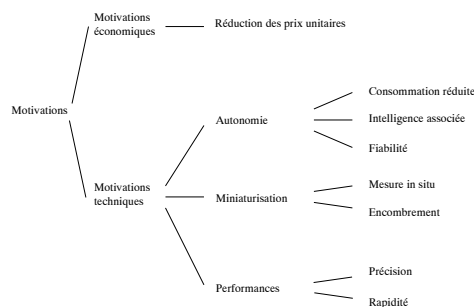 Motivations
économiques
Réduction des prix unitaires
Consommation réduite
Motivations
Autonomie
Intelligence associée
Fiabilité
Motivations
techniques
Miniaturisation
Mesure in situ
Encombrement
Performances
Précision
Rapidité